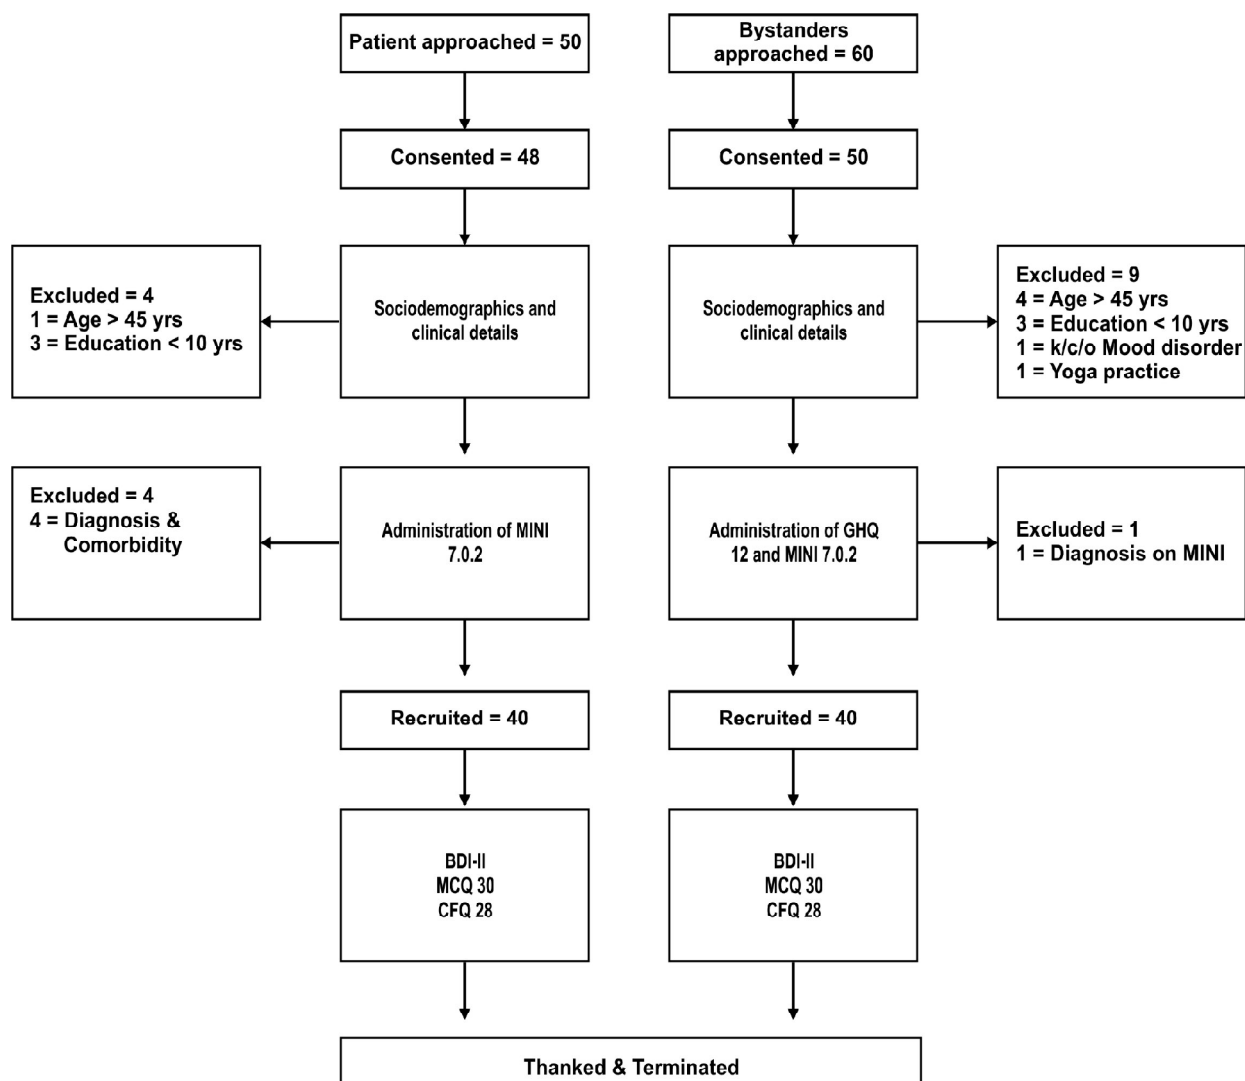 Patient approached = 50
Bystanders
approached = 60
Consented = 48
Consented = 50
Excluded = 4
1 = Age > 45 yrs
3 = Education < 10 yrs
Sociodemographics and
clinical details
Sociodemographics and
clinical details
Excluded = 9
4 = Age > 45 yrs
3 = Education < 10 yrs
1 = k/c/o Mood disorder
1 = Yoga practice
Excluded = 4
4 = Diagnosis &
Comorbidity
Administration of MINI
7.0.2
Administration of GHQ
12 and MINI 7.0.2
Excluded = 1
1 = Diagnosis on MINI
Recruited = 40
Recruited = 40
BDI-II
MCQ 30
CFQ 28
BDI-II
MCQ 30
CFQ 28
Thanked & Terminated